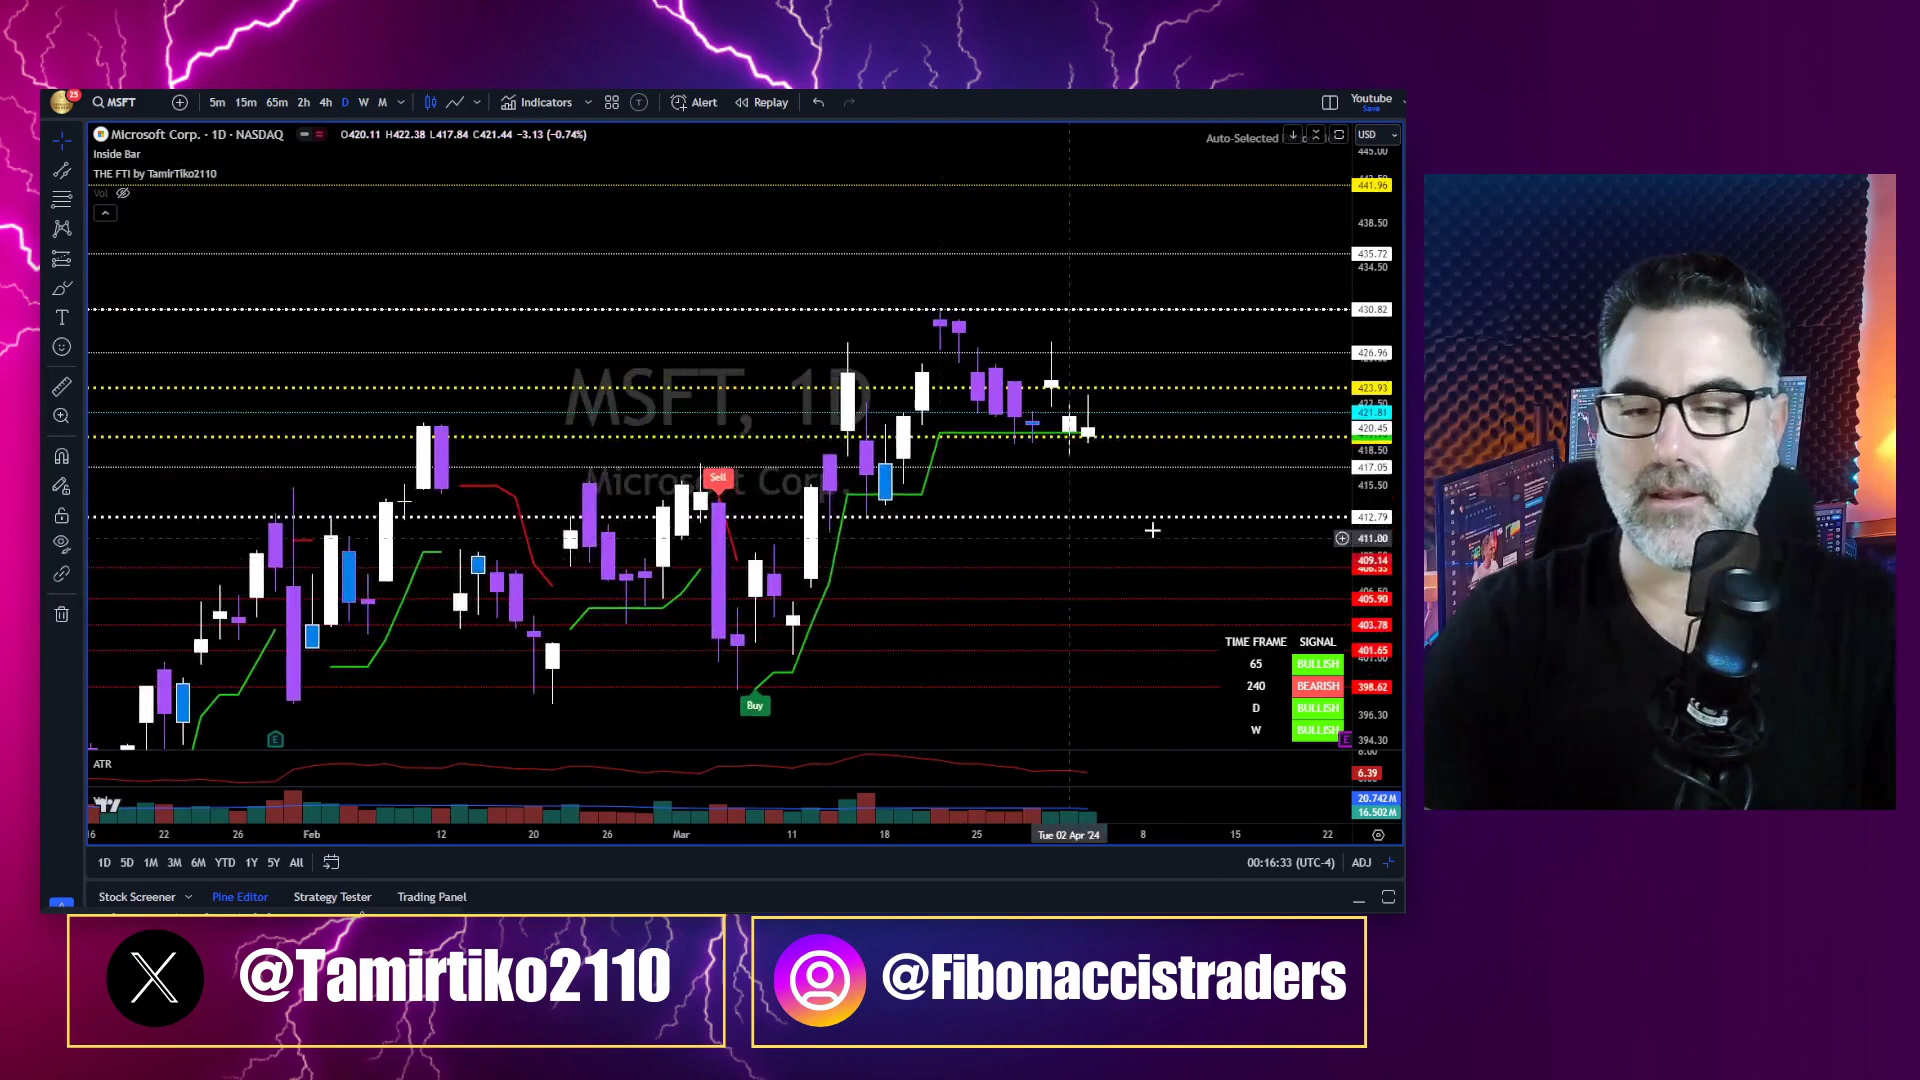 25
MSFT
5m 15m 65m 2h 4h D W M
Indicators
Alert
Replay
Youtube
Save
Microsoft Corp. · 1D · NASDAQ
O420.11 H422.38 L417.84 C421.44 −3.13 (−0.74%)
Auto-Selected
USD
Inside Bar
THE FTI by TamirTiko2110
Vol
445.00
441.96
438.50
435.72
434.50
430.82
426.96
423.93
421.81
420.45
418.50
417.05
415.50
412.79
411.00
409.14
405.90
403.78
401.65
398.62
396.30
394.30
MSFT, 1D
Microsoft Corp.
Sell
Buy
E
E
TIME FRAME SIGNAL
65 BULLISH
240 BEARISH
D BULLISH
W BULLISH
ATR
6.39
20.742M
16.502M
22 26 Feb 12 20 26 Mar 11 18 25 Tue 02 Apr '24 8 15 22
1D 5D 1M 3M 6M YTD 1Y 5Y All
00:16:33 (UTC-4) ADJ
Stock Screener Pine Editor Strategy Tester Trading Panel
@Tamirtiko2110
@Fibonaccistraders